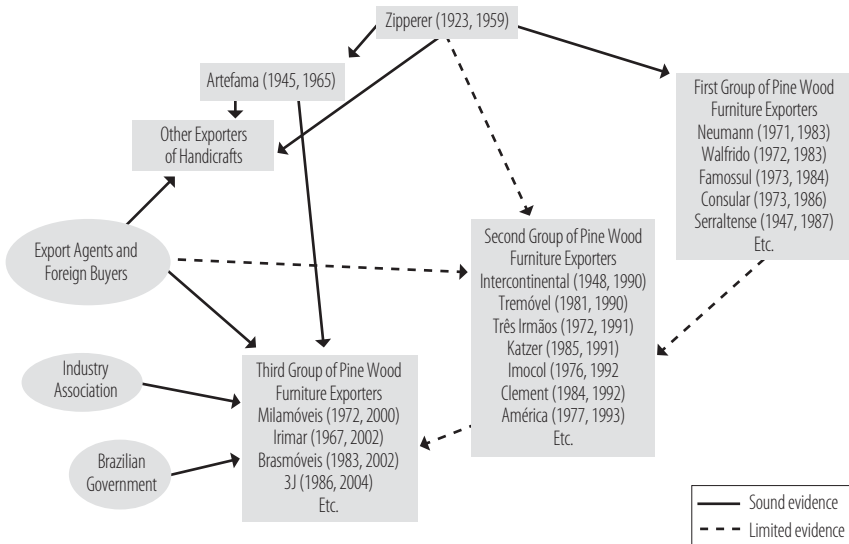 Zipperer (1923, 1959)
Artefama (1945, 1965)
Other Exporters
of Handicrafts
First Group of Pine Wood
Furniture Exporters
Neumann (1971, 1983)
Walfrido (1972, 1983)
Famossul (1973, 1984)
Consular (1973, 1986)
Serraltense (1947, 1987)
Etc.
Export Agents and
Foreign Buyers
Second Group of Pine Wood
Furniture Exporters
Intercontinental (1948, 1990)
Tremóvel (1981, 1990)
Três Irmãos (1972, 1991)
Katzer (1985, 1991)
Imocol (1976, 1992
Clement (1984, 1992)
América (1977, 1993)
Etc.
Industry
Association
Third Group of Pine Wood
Furniture Exporters
Milamóveis (1972, 2000)
Irimar (1967, 2002)
Brasmóveis (1983, 2002)
3J (1986, 2004)
Etc.
Brazilian
Government
Sound evidence
Limited evidence